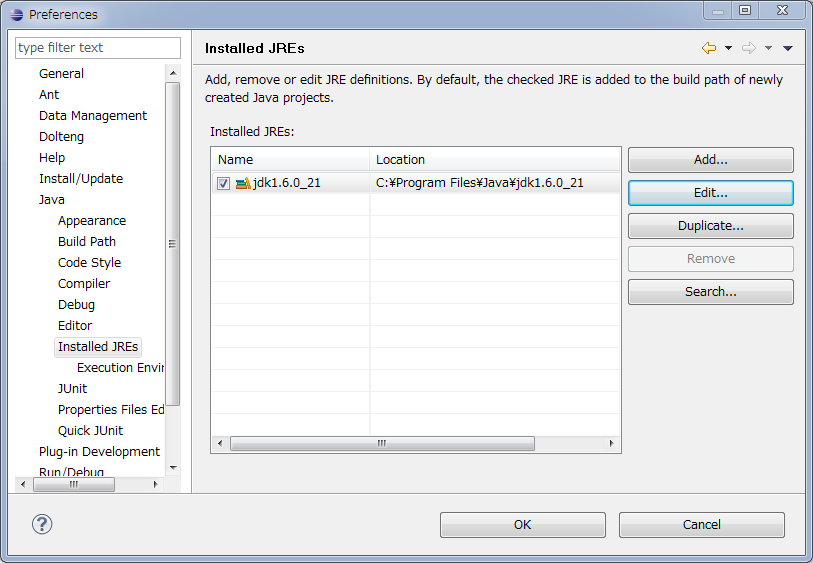 Preferences
type filter text
General
Ant
Data Management
Dolteng
Help
Install/Update
Java
Appearance
Build Path
Code Style
Compiler
Debug
Editor
Installed JREs
Execution Envir
JUnit
Properties Files Ed
Quick JUnit
Plug-in Development
Run/Debug
Installed JREs
Add, remove or edit JRE definitions. By default, the checked JRE is added to the build path of newly
created Java projects.
Installed JREs:
Name Location
jdk1.6.0_21 C:¥Program Files¥Java¥jdk1.6.0_21
Add...
Edit...
Duplicate...
Remove
Search...
?
OK Cancel